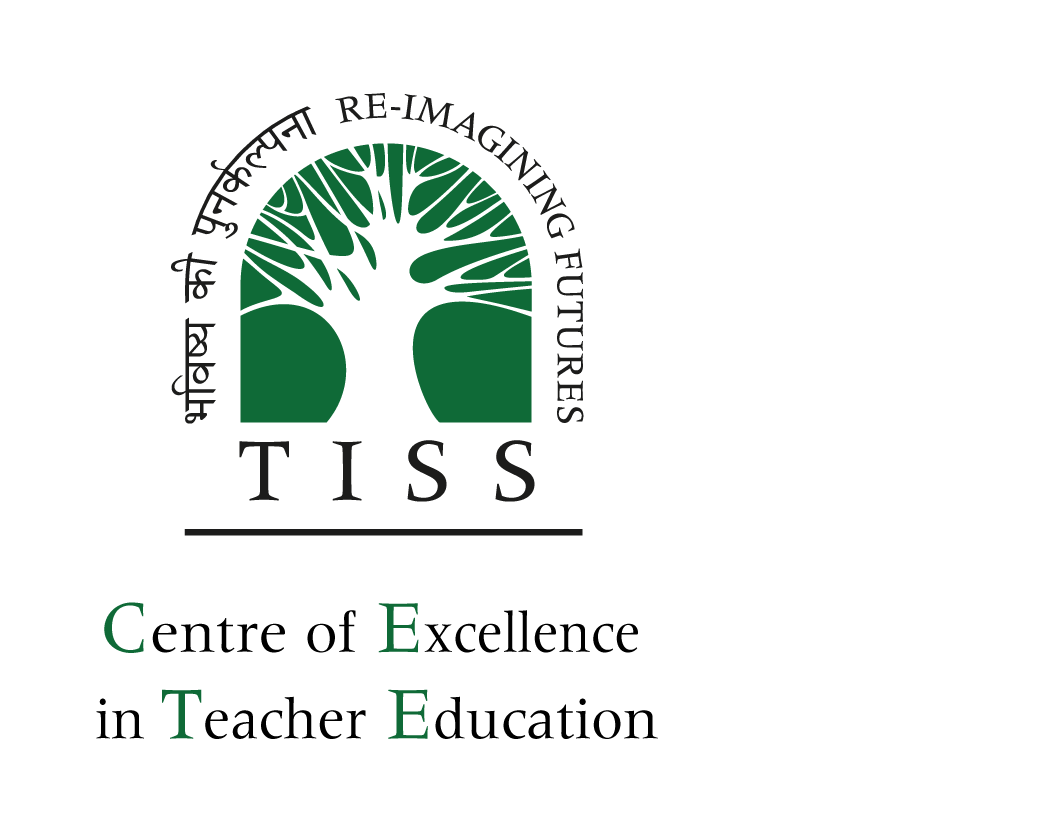 भविष्य की पुनर्कल्पना RE-IMAGINING FUTURES
TISS
Centre of Excellence
in Teacher Education